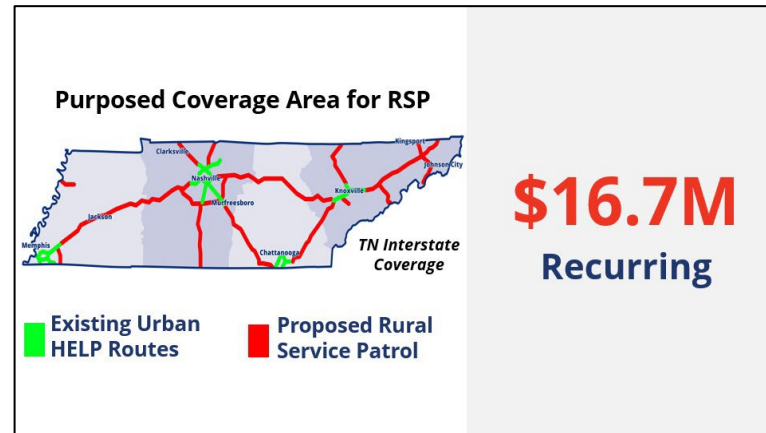 Purposed Coverage Area for RSP
Clarksville
Kingsport
Johnson City
Nashville
Knoxville
Murfreesboro
Jackson
Memphis
Chattanooga
TN Interstate
Coverage
Existing Urban
HELP Routes
Proposed Rural
Service Patrol
$16.7M
Recurring